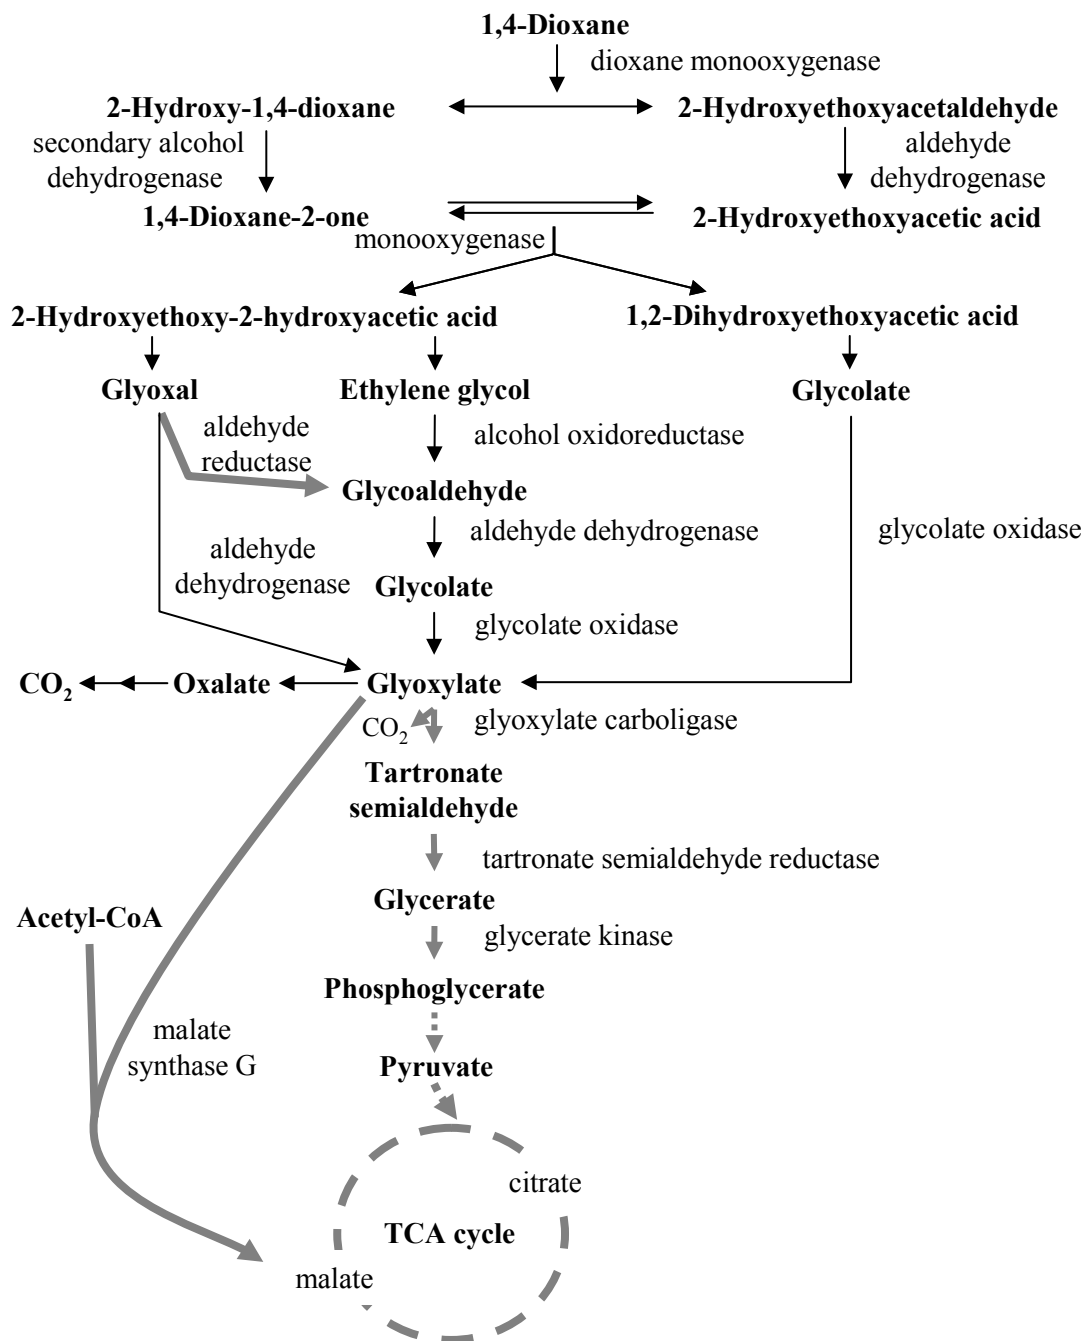 1,4-Dioxane
dioxane monooxygenase
2-Hydroxy-1,4-dioxane
2-Hydroxyethoxyacetaldehyde
secondary alcohol
dehydrogenase
aldehyde
dehydrogenase
1,4-Dioxane-2-one
2-Hydroxyethoxyacetic acid
monooxygenase
2-Hydroxyethoxy-2-hydroxyacetic acid
1,2-Dihydroxyethoxyacetic acid
Glyoxal
Ethylene glycol
Glycolate
aldehyde
reductase
alcohol oxidoreductase
Glycoaldehyde
aldehyde
dehydrogenase
aldehyde dehydrogenase
glycolate oxidase
Glycolate
glycolate oxidase
CO2
Oxalate
Glyoxylate
CO2
glyoxylate carboligase
Tartronate
semialdehyde
tartronate semialdehyde reductase
Glycerate
Acetyl-CoA
glycerate kinase
Phosphoglycerate
malate
synthase G
Pyruvate
citrate
TCA cycle
malate